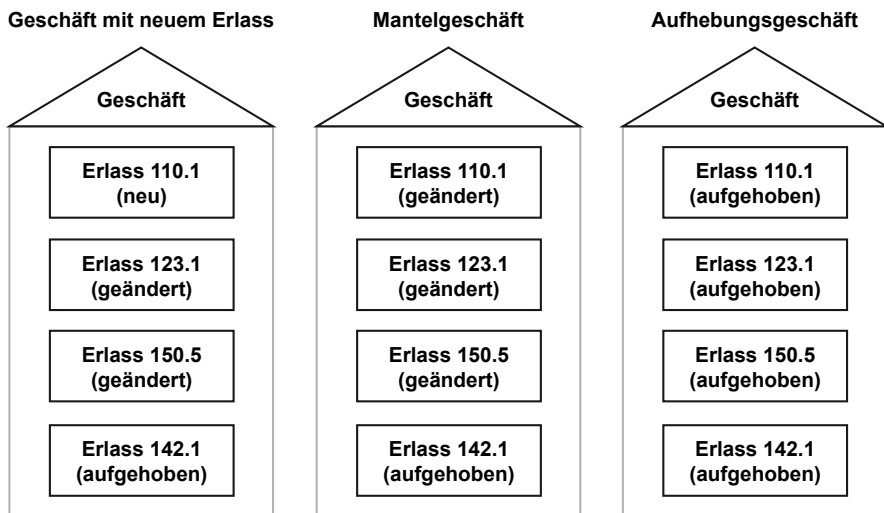 Geschäft mit neuem Erlass
Geschäft
Erlass 110.1
(neu)
Erlass 123.1
(geändert)
Erlass 150.5
(geändert)
Erlass 142.1
(aufgehoben)
Mantelgeschäft
Geschäft
Erlass 110.1
(geändert)
Erlass 123.1
(geändert)
Erlass 150.5
(geändert)
Erlass 142.1
(aufgehoben)
Aufhebungsgeschäft
Geschäft
Erlass 110.1
(aufgehoben)
Erlass 123.1
(aufgehoben)
Erlass 150.5
(aufgehoben)
Erlass 142.1
(aufgehoben)